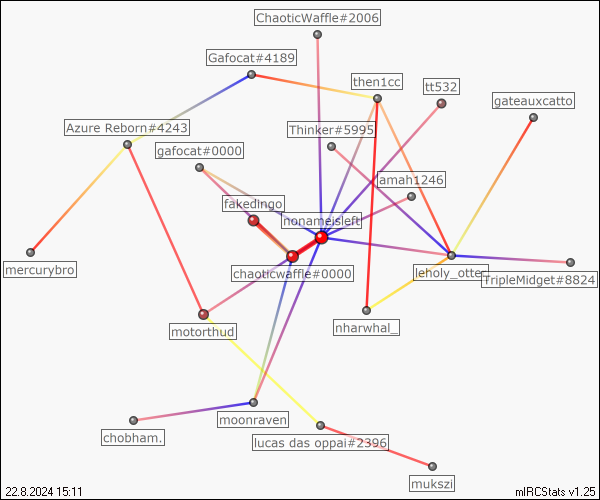 ChaoticWaffle#2006
Gafocat#4189
then1cc
tt532
gateauxcatto
Azure Reborn#4243
Thinker#5995
gafocat#0000
amah1246
fakedingo
nonameisleft
mercurybro
chaoticwaffle#0000
leholy_otter
TripleMidget#8824
motorthud
nharwhal_
moonraven
chobham.
lucas das oppai#2396
mukszi
22.8.2024 15:11
mIRCStats v1.25